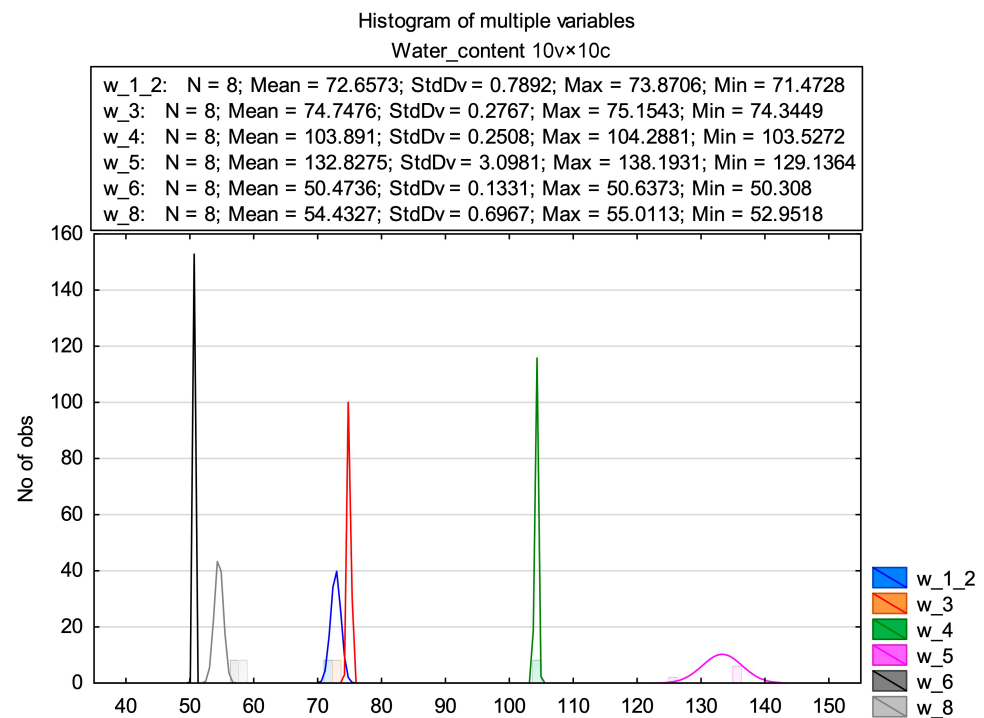 Histogram of multiple variables
Water_content 10v×10c
w_1_2: N = 8; Mean = 72.6573; StdDv = 0.7892; Max = 73.8706; Min = 71.4728
w_3: N = 8; Mean = 74.7476; StdDv = 0.2767; Max = 75.1543; Min = 74.3449
w_4: N = 8; Mean = 103.891; StdDv = 0.2508; Max = 104.2881; Min = 103.5272
w_5: N = 8; Mean = 132.8275; StdDv = 3.0981; Max = 138.1931; Min = 129.1364
w_6: N = 8; Mean = 50.4736; StdDv = 0.1331; Max = 50.6373; Min = 50.308
w_8: N = 8; Mean = 54.4327; StdDv = 0.6967; Max = 55.0113; Min = 52.9518
160
140
120
100
80
60
40
20
0
No of obs
40 50 60 70 80 90 100 110 120 130 140 150
w_1_2
w_3
w_4
w_5
w_6
w_8